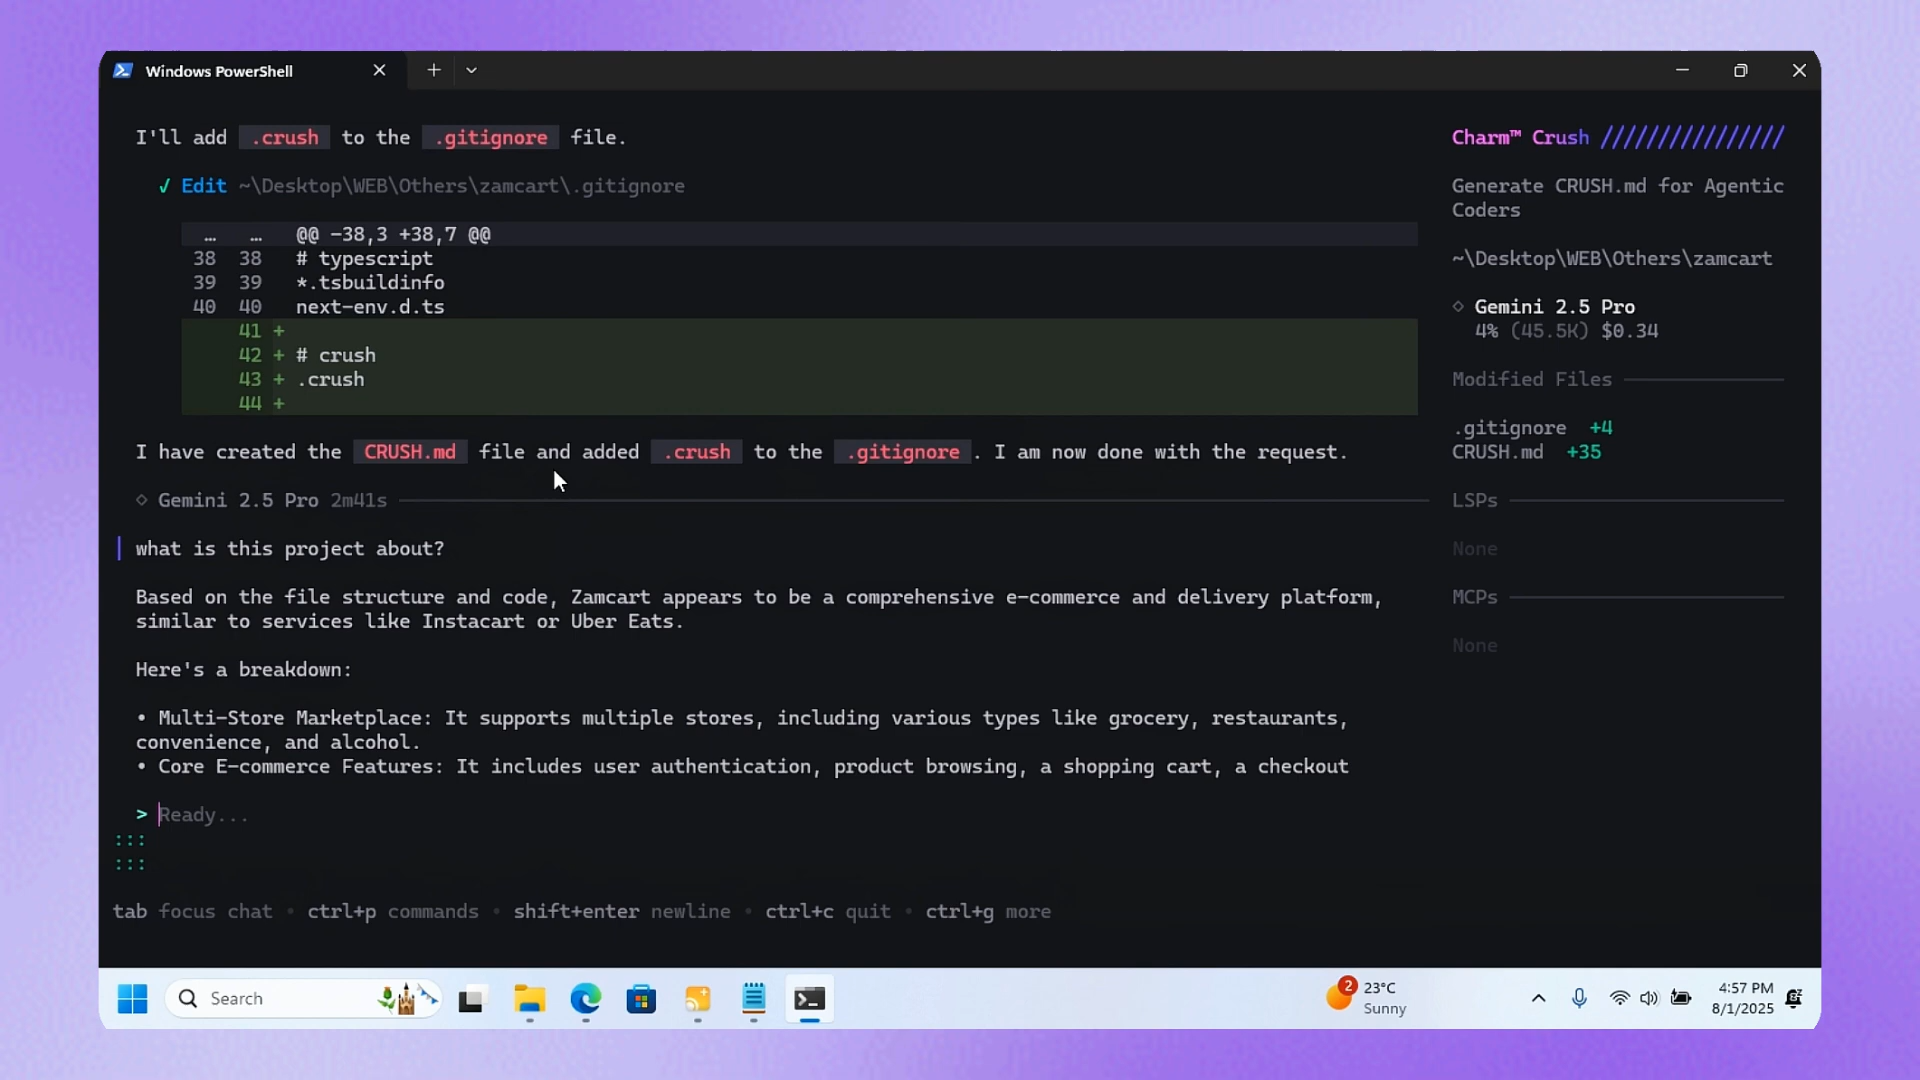 Windows PowerShell
I'll add .crush to the .gitignore file.
✓ Edit ~\Desktop\WEB\Others\zamcart\.gitignore
… … @@ -38,3 +38,7 @@
38 38 # typescript
39 39 *.tsbuildinfo
40 40 next-env.d.ts
41 +
42 + # crush
43 + .crush
44 +
I have created the CRUSH.md file and added .crush to the .gitignore. I am now done with the request.
◇ Gemini 2.5 Pro 2m41s
what is this project about?
Based on the file structure and code, Zamcart appears to be a comprehensive e-commerce and delivery platform,
similar to services like Instacart or Uber Eats.
Here's a breakdown:
• Multi-Store Marketplace: It supports multiple stores, including various types like grocery, restaurants,
convenience, and alcohol.
• Core E-commerce Features: It includes user authentication, product browsing, a shopping cart, a checkout
> Ready...
:::
:::
tab focus chat • ctrl+p commands • shift+enter newline • ctrl+c quit • ctrl+g more
Charm™ Crush ////////////////
Generate CRUSH.md for Agentic
Coders
~\Desktop\WEB\Others\zamcart
◇ Gemini 2.5 Pro
4% (45.5K) $0.34
Modified Files
.gitignore +4
CRUSH.md +35
LSPs
None
MCPs
None
Search
2
23°C
Sunny
4:57 PM
8/1/2025